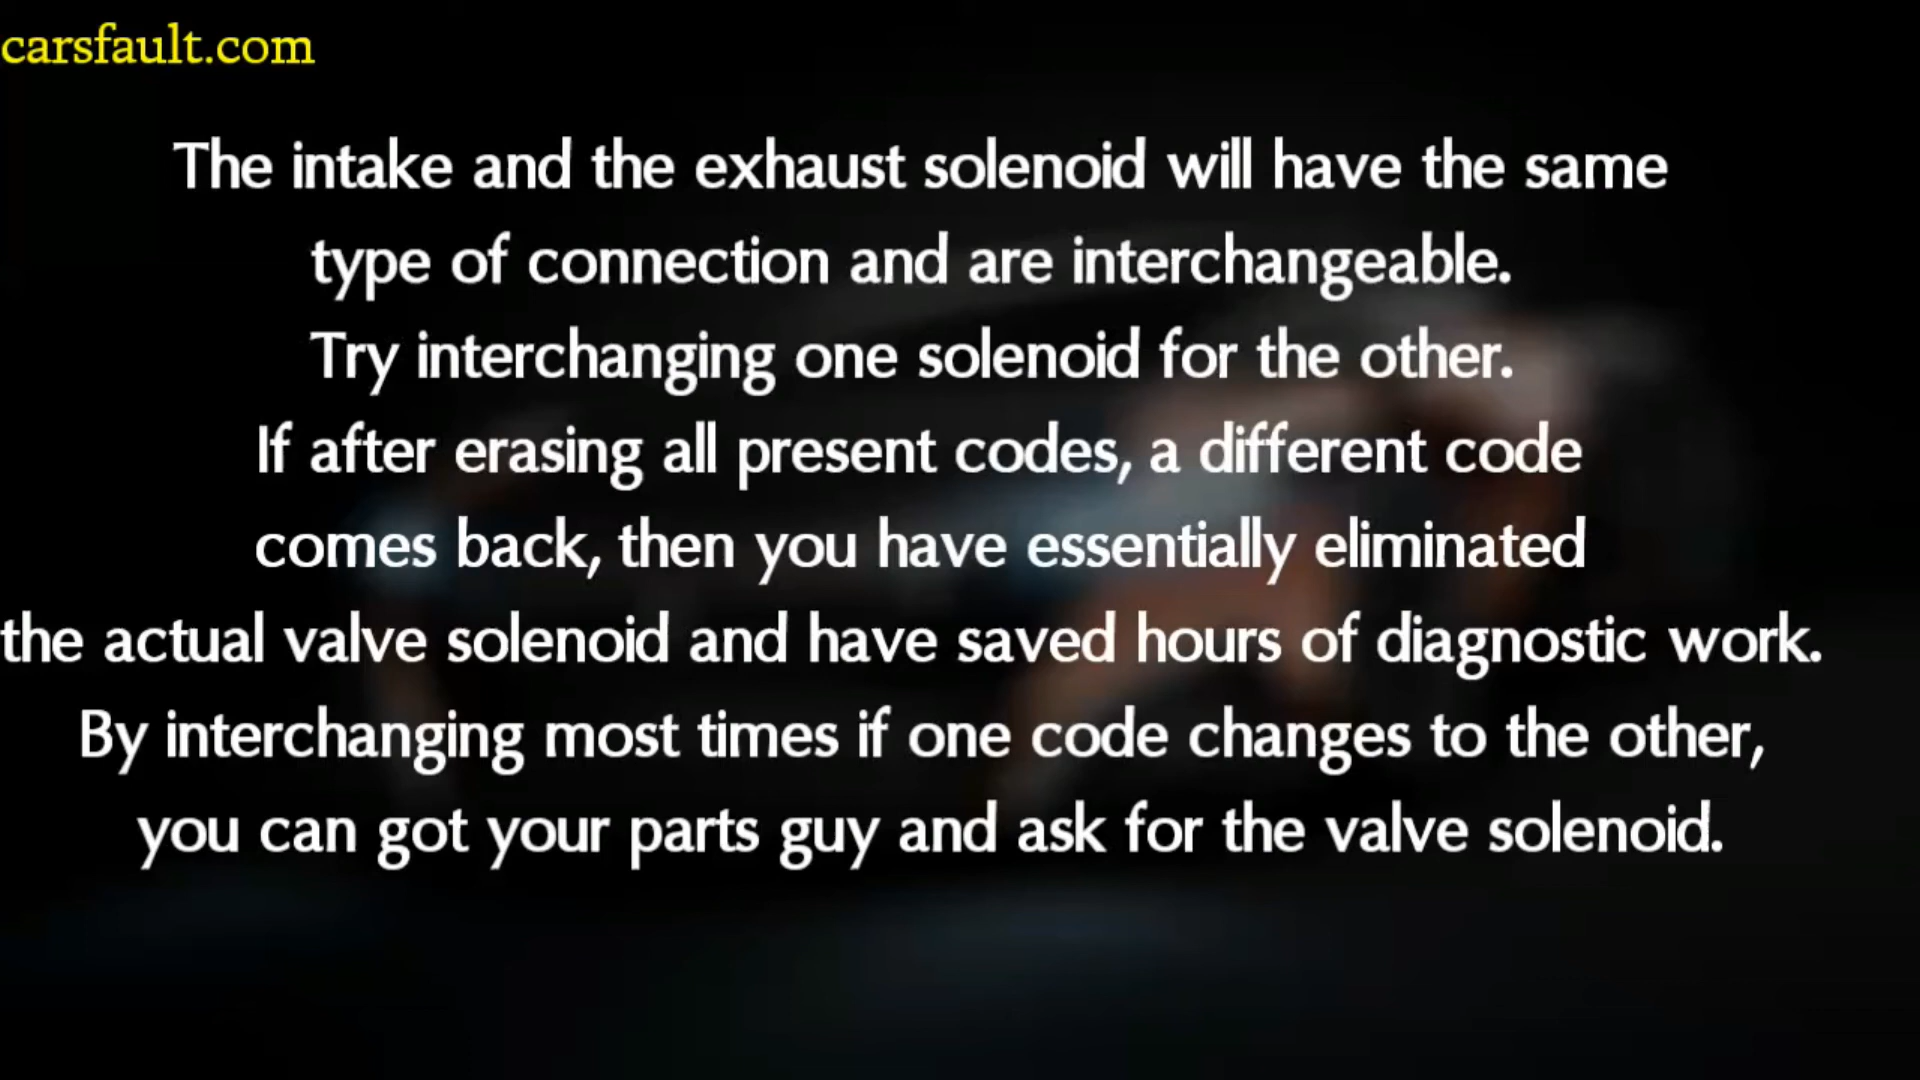 carsfault.com
The intake and the exhaust solenoid will have the same
type of connection and are interchangeable.
Try interchanging one solenoid for the other.
If after erasing all present codes, a different code
comes back, then you have essentially eliminated
the actual valve solenoid and have saved hours of diagnostic work.
By interchanging most times if one code changes to the other,
you can got your parts guy and ask for the valve solenoid.